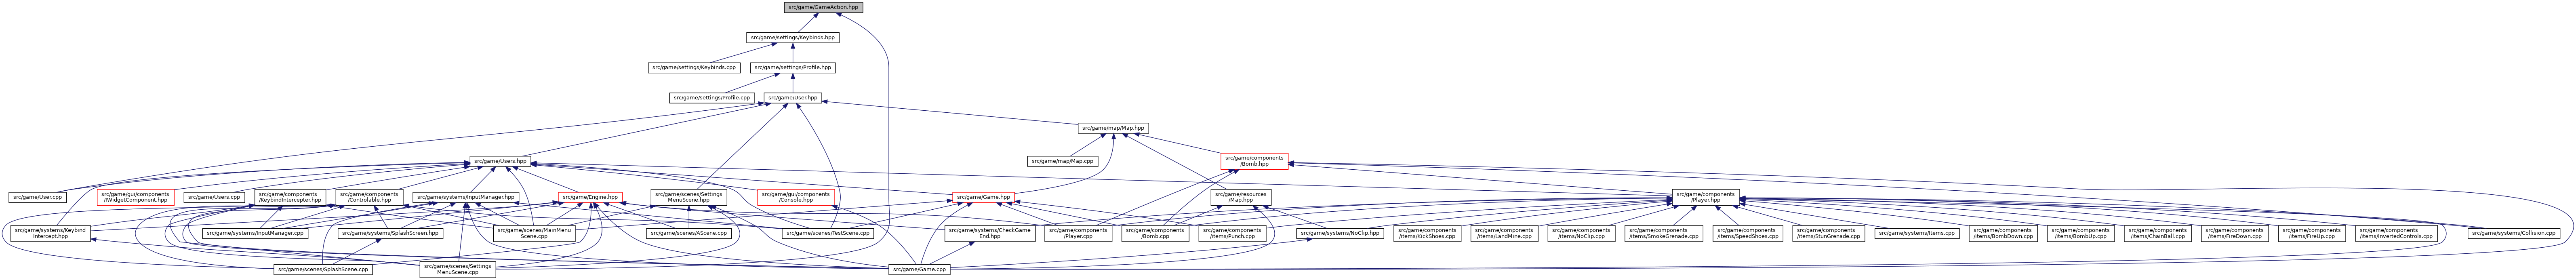 src/game/GameAction.hpp
src/game/settings/Keybinds.hpp
src/game/settings/Keybinds.cpp
src/game/settings/Profile.hpp
src/game/settings/Profile.cpp
src/game/User.hpp
src/game/map/Map.hpp
src/game/Users.hpp
src/game/map/Map.cpp
src/game/components
/Bomb.hpp
src/game/User.cpp
src/game/gui/components
/IWidgetComponent.hpp
src/game/Users.cpp
src/game/components
/KeybindIntercepter.hpp
src/game/components
/Controlable.hpp
src/game/systems/InputManager.hpp
src/game/Engine.hpp
src/game/scenes/Settings
MenuScene.hpp
src/game/gui/components
/Console.hpp
src/game/Game.hpp
src/game/resources
/Map.hpp
src/game/components
/Player.hpp
src/game/systems/Keybind
Intercept.hpp
src/game/systems/InputManager.cpp
src/game/systems/SplashScreen.hpp
src/game/scenes/MainMenu
Scene.cpp
src/game/scenes/AScene.cpp
src/game/scenes/TestScene.cpp
src/game/systems/CheckGame
End.hpp
src/game/components
/Player.cpp
src/game/components
/Bomb.cpp
src/game/components
/items/Punch.cpp
src/game/systems/NoClip.hpp
src/game/components
/items/KickShoes.cpp
src/game/components
/items/LandMine.cpp
src/game/components
/items/NoClip.cpp
src/game/components
/items/SmokeGrenade.cpp
src/game/components
/items/SpeedShoes.cpp
src/game/components
/items/StunGrenade.cpp
src/game/systems/Items.cpp
src/game/components
/items/BombDown.cpp
src/game/components
/items/BombUp.cpp
src/game/components
/items/ChainBall.cpp
src/game/components
/items/FireDown.cpp
src/game/components
/items/FireUp.cpp
src/game/components
/items/InvertedControls.cpp
src/game/systems/Collision.cpp
src/game/scenes/SplashScene.cpp
src/game/scenes/Settings
MenuScene.cpp
src/game/Game.cpp